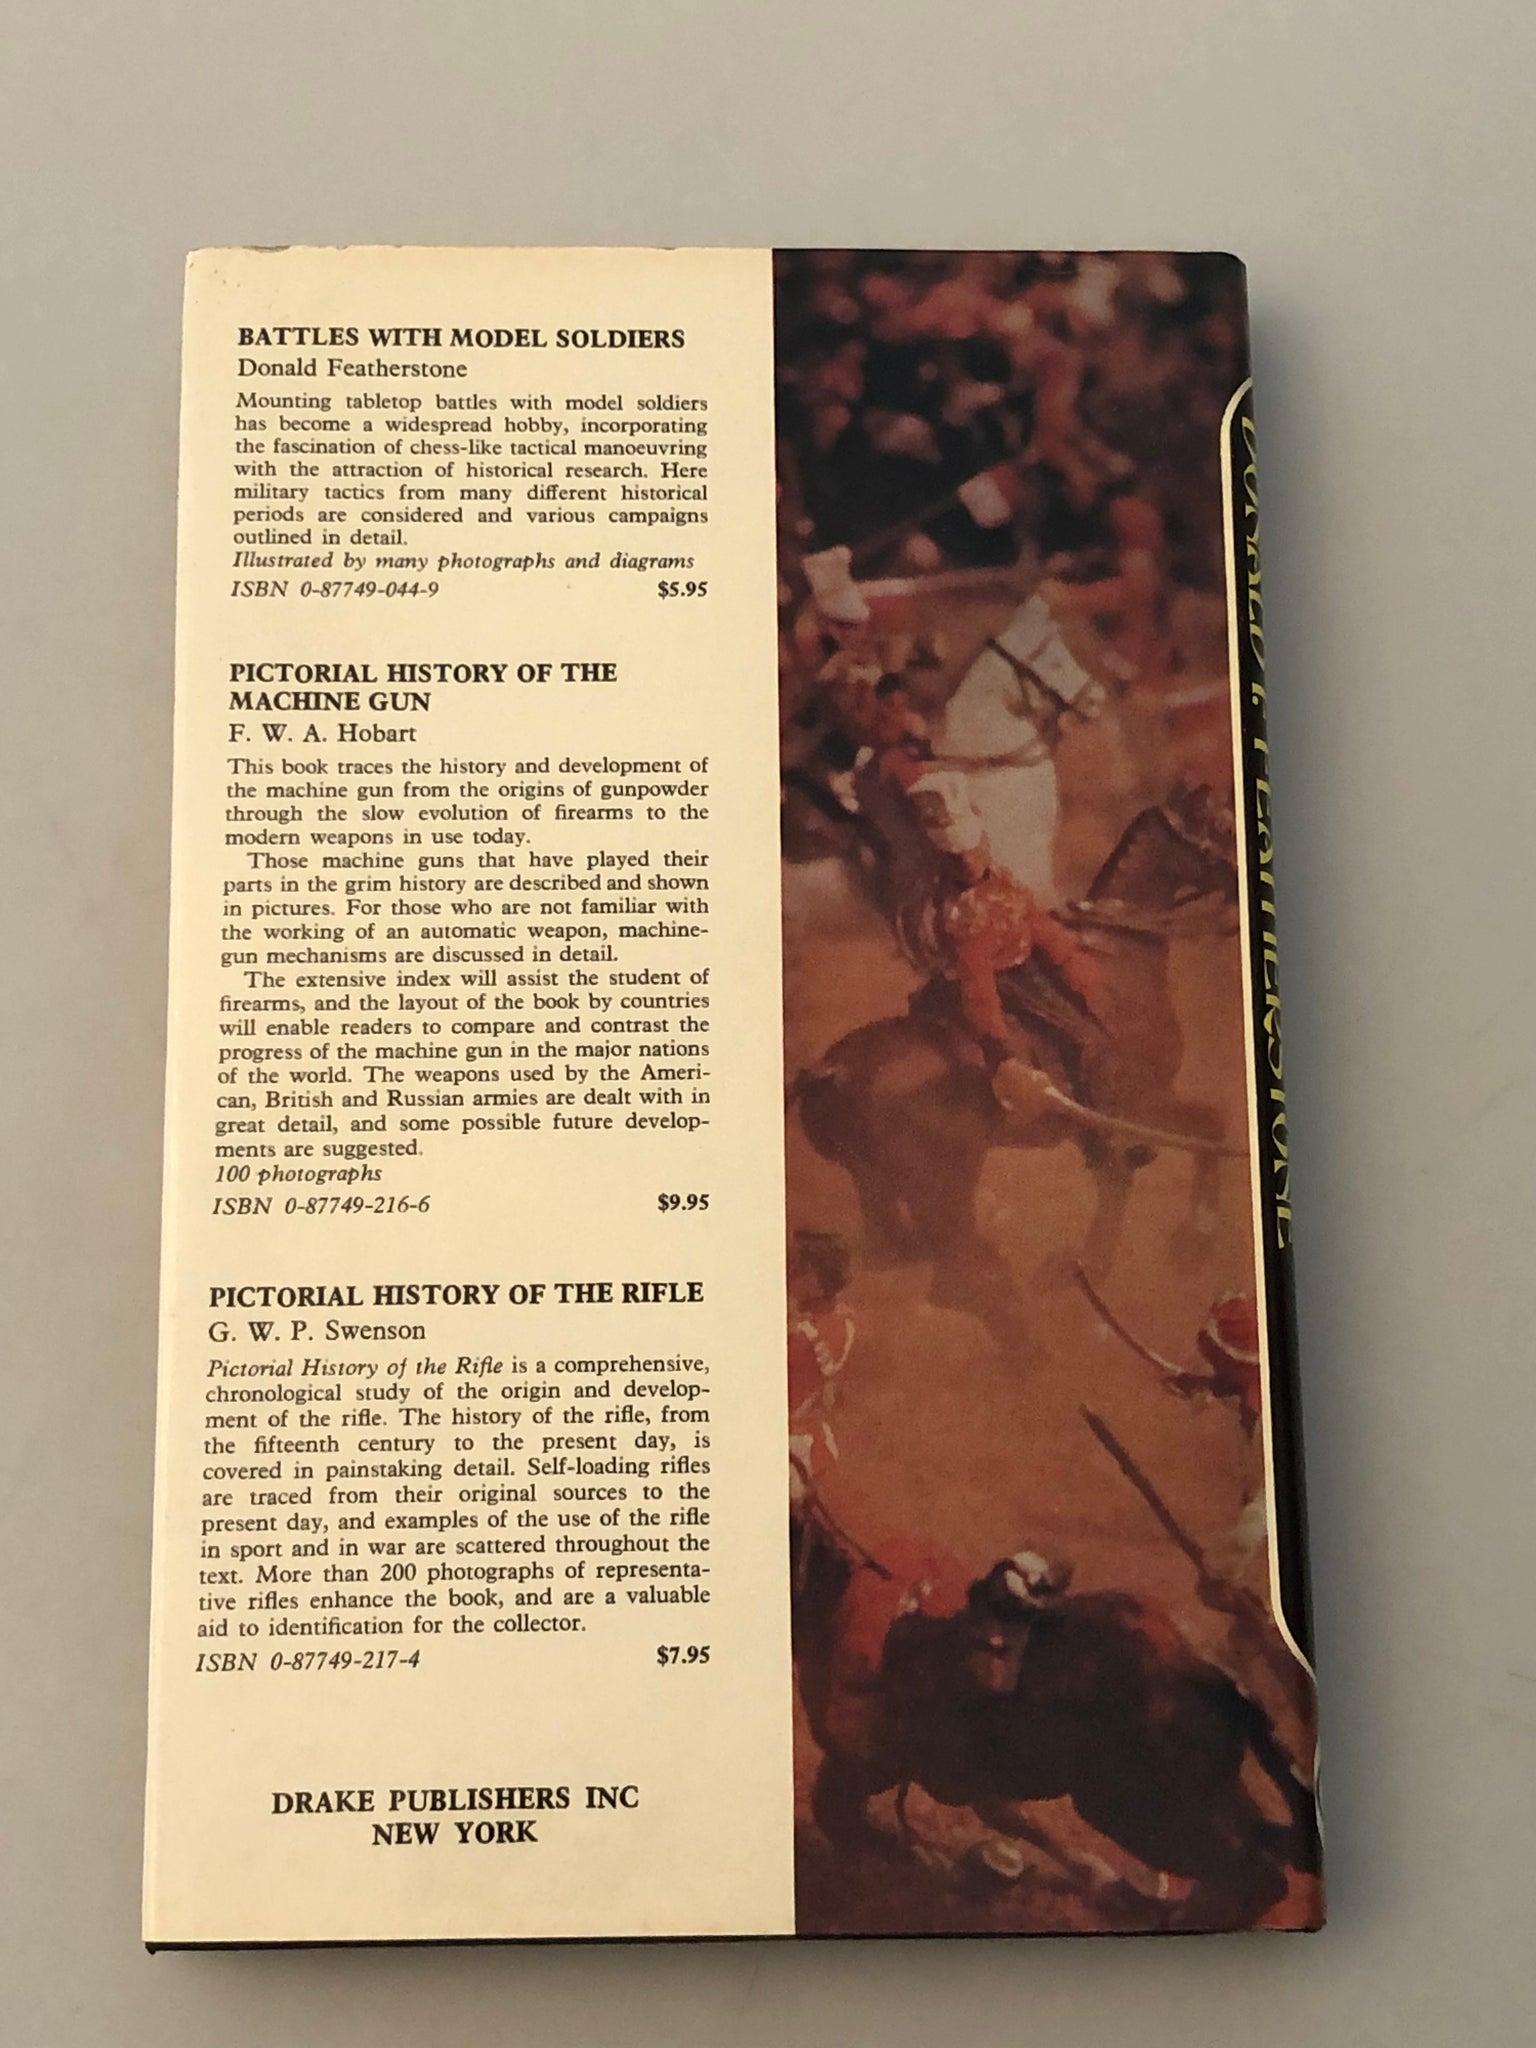 BATTLES WITH MODEL SOLDIERS
Donald Featherstone
Mounting tabletop battles with model soldiers
has become a widespread hobby, incorporating
the fascination of chess-like tactical manoeuvring
with the attraction of historical research. Here
military tactics from many different historical
periods are considered and various campaigns
outlined in detail.
Illustrated by many photographs and diagrams
ISBN 0-87749-044-9 $5.95
PICTORIAL HISTORY OF THE
MACHINE GUN
F. W. A. Hobart
This book traces the history and development of
the machine gun from the origins of gunpowder
through the slow evolution of firearms to the
modern weapons in use today.
Those machine guns that have played their
parts in the grim history are described and shown
in pictures. For those who are not familiar with
the working of an automatic weapon, machine-
gun mechanisms are discussed in detail.
The extensive index will assist the student of
firearms, and the layout of the book by countries
will enable readers to compare and contrast the
progress of the machine gun in the major nations
of the world. The weapons used by the Ameri-
can, British and Russian armies are dealt with in
great detail, and some possible future develop-
ments are suggested.
100 photographs
ISBN 0-87749-216-6 $9.95
PICTORIAL HISTORY OF THE RIFLE
G. W. P. Swenson
Pictorial History of the Rifle is a comprehensive,
chronological study of the origin and develop-
ment of the rifle. The history of the rifle, from
the fifteenth century to the present day, is
covered in painstaking detail. Self-loading rifles
are traced from their original sources to the
present day, and examples of the use of the rifle
in sport and in war are scattered throughout the
text. More than 200 photographs of representa-
tive rifles enhance the book, and are a valuable
aid to identification for the collector.
ISBN 0-87749-217-4 $7.95
DRAKE PUBLISHERS INC
NEW YORK
DONALD F. FEATHERSTONE